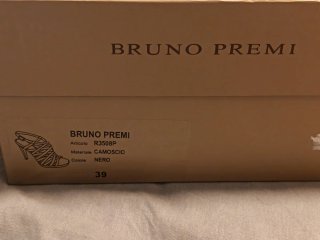 BRUNO PREMI
BRUNO PREMI
Articolo R3508P
Materiale CAMOSCIO
Colore NERO
39